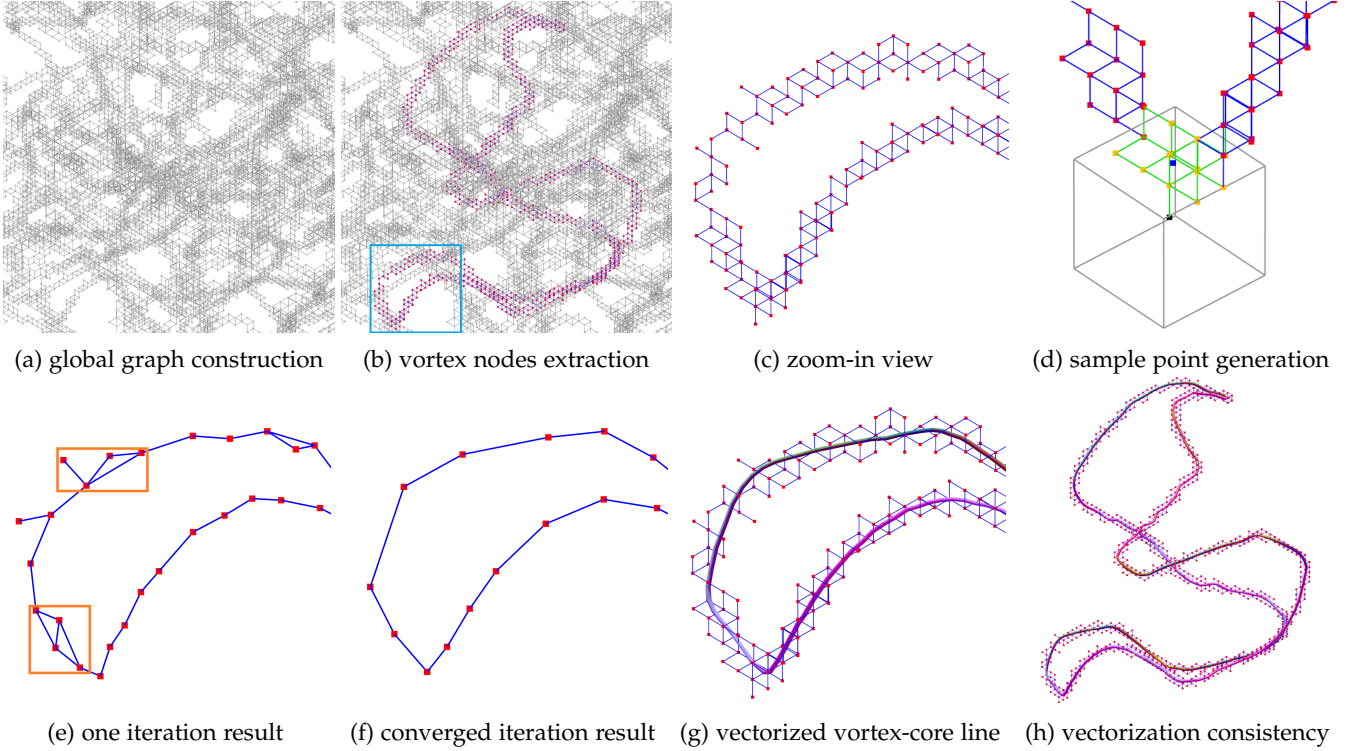 (a) global graph construction
(b) vortex nodes extraction
(c) zoom-in view
(d) sample point generation
(e) one iteration result
(f) converged iteration result
(g) vectorized vortex-core line
(h) vectorization consistency